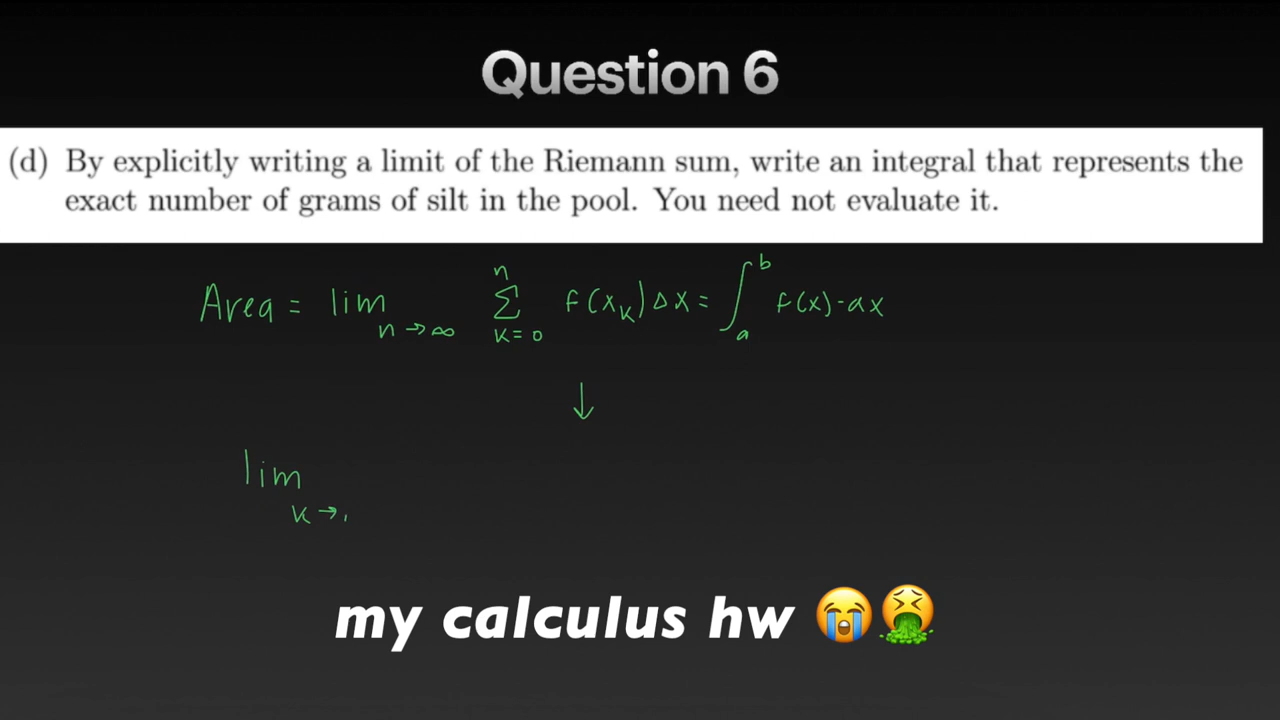 Question 6
(d) By explicitly writing a limit of the Riemann sum, write an integral that represents the
exact number of grams of silt in the pool. You need not evaluate it.
Area = lim n→∞ n Σ k=0 f(xₖ)Δx = ∫ b a f(x)·dx
↓
lim k→
my calculus hw 😭🤮